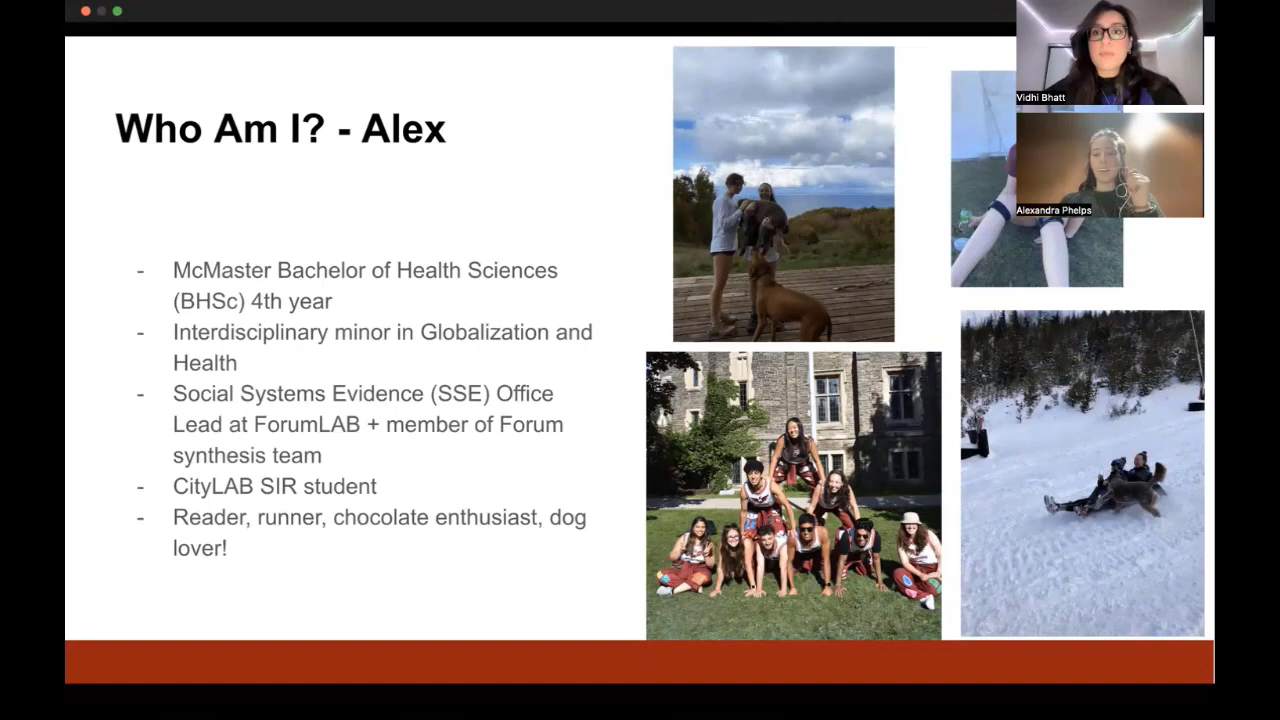 Who Am I? - Alex
- McMaster Bachelor of Health Sciences
(BHSc) 4th year
- Interdisciplinary minor in Globalization and
Health
- Social Systems Evidence (SSE) Office
Lead at ForumLAB + member of Forum
synthesis team
- CityLAB SIR student
- Reader, runner, chocolate enthusiast, dog
lover!
Vidhi Bhatt
Alexandra Phelps